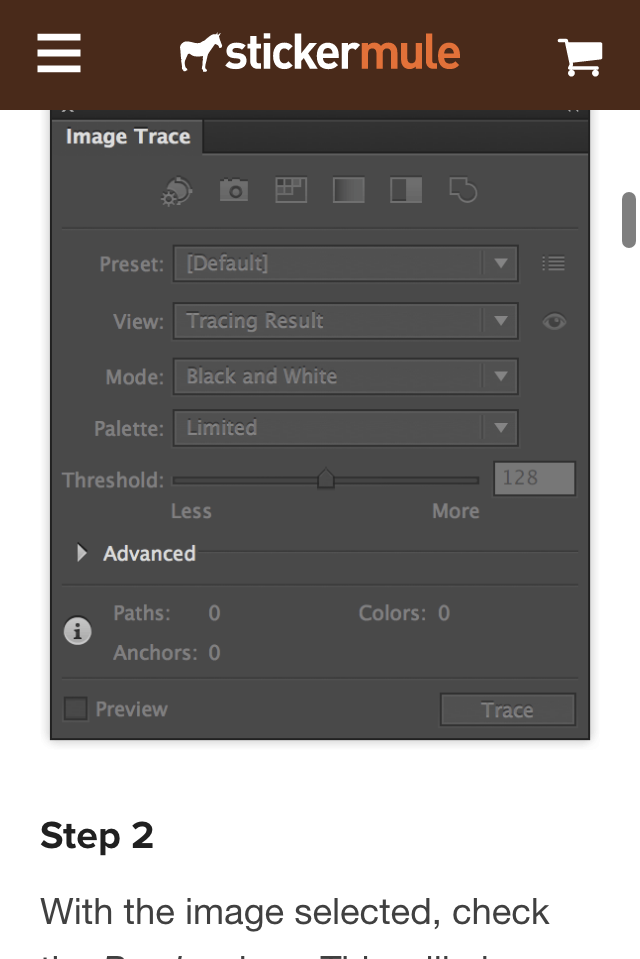 stickermule
Image Trace
Preset: [Default]
View: Tracing Result
Mode: Black and White
Palette: Limited
Threshold: 128
Less More
Advanced
Paths: 0 Colors: 0
Anchors: 0
Preview Trace
Step 2
With the image selected, check